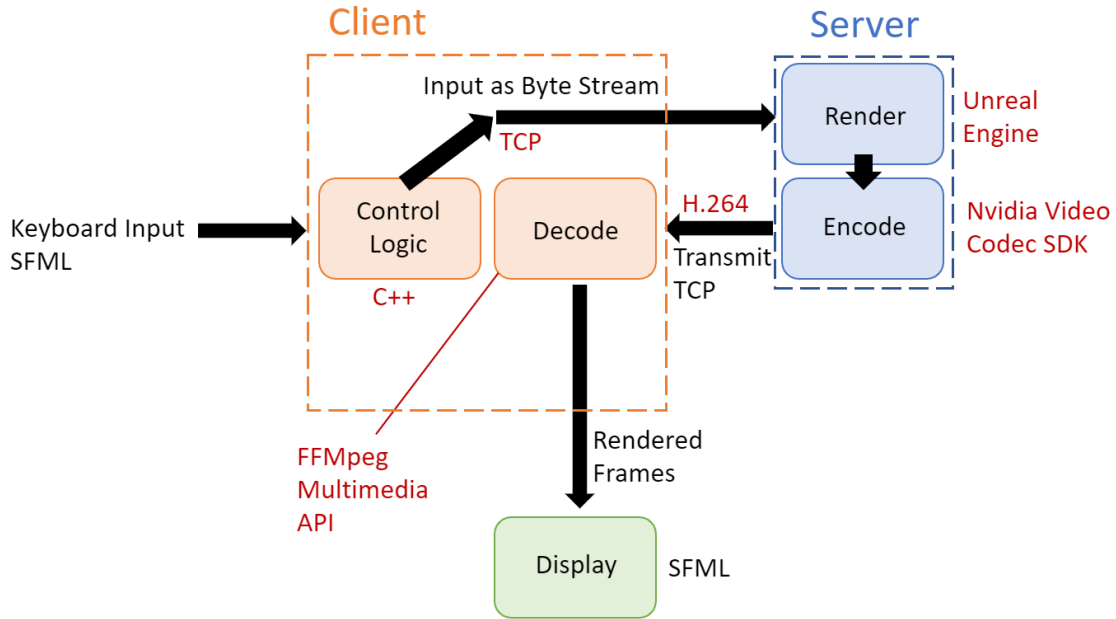 Client
Server
Input as Byte Stream
TCP
Render
Unreal
Engine
Keyboard Input
SFML
Control
Logic
C++
Decode
H.264
Transmit
TCP
Encode
Nvidia Video
Codec SDK
FFMpeg
Multimedia
API
Rendered
Frames
Display
SFML